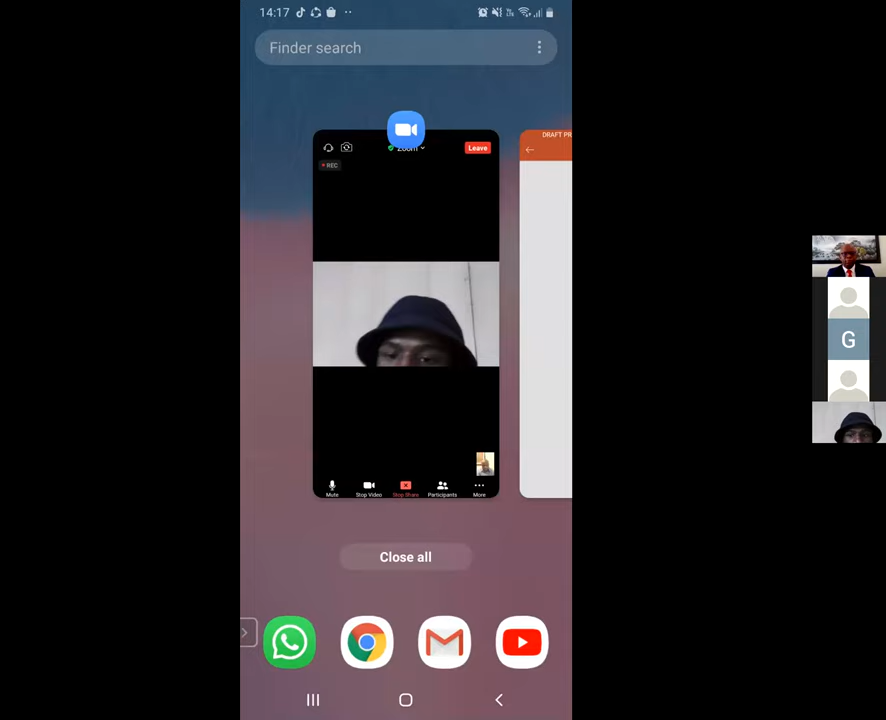 14:17
Finder search
Zoom
Leave
REC
DRAFT PR
Mute
Stop Video
Stop Share
Participants
More
Close all
G